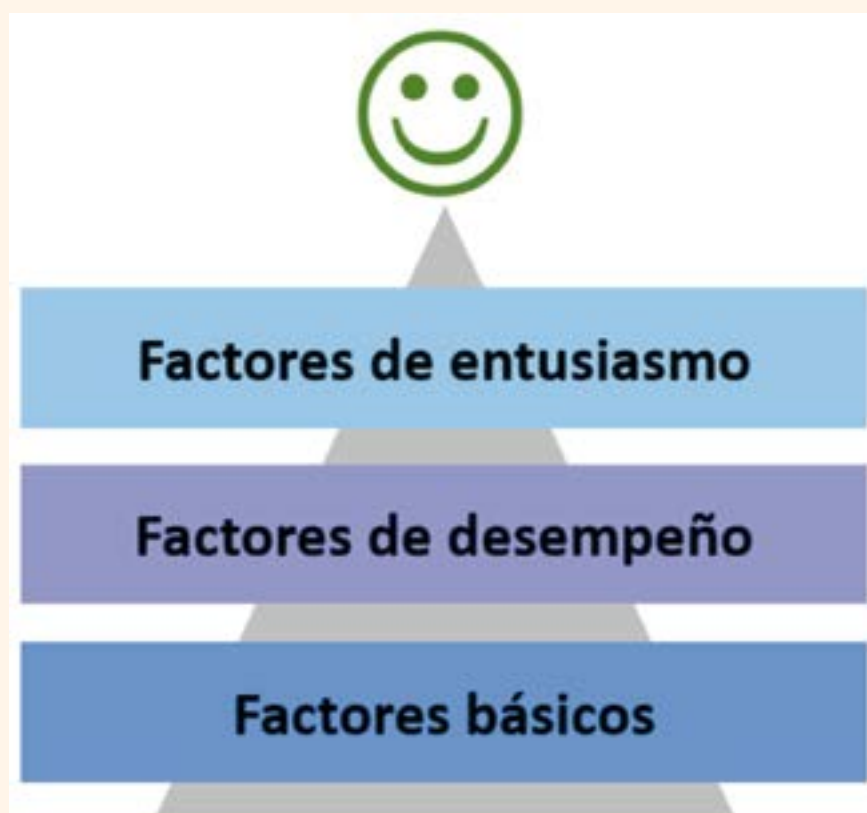 Factores de entusiasmo
Factores de desempeño
Factores básicos